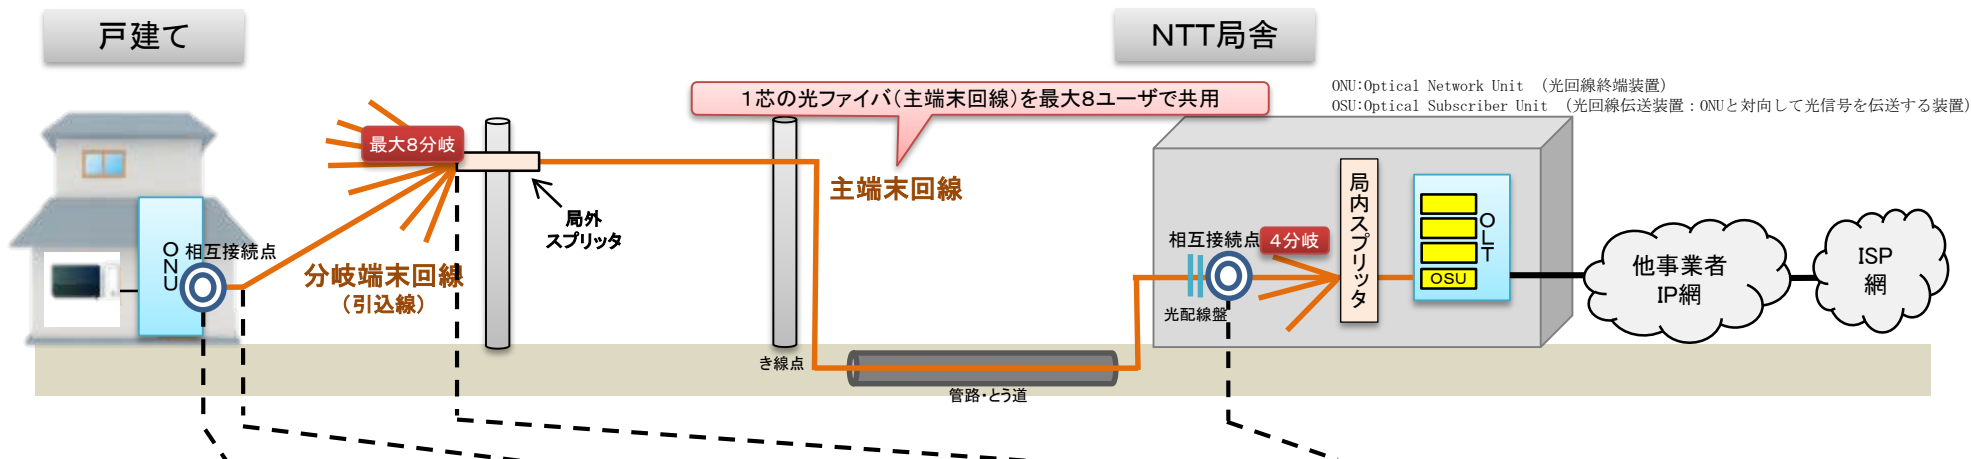 戸建て
NTT局舎
ONU:Optical Network Unit （光回線終端装置）
OSU:Optical Subscriber Unit （光回線伝送装置：ONUと対向して光信号を伝送する装置）
1芯の光ファイバ（主端末回線）を最大8ユーザで共用
最大8分岐
主端末回線
局外
スプリッタ
局内スプリッタ
OLT
OSU
ONU
相互接続点
相互接続点
4分岐
分岐端末回線
（引込線）
他事業者
IP網
ISP
網
光配線盤
き線点
管路・とう道